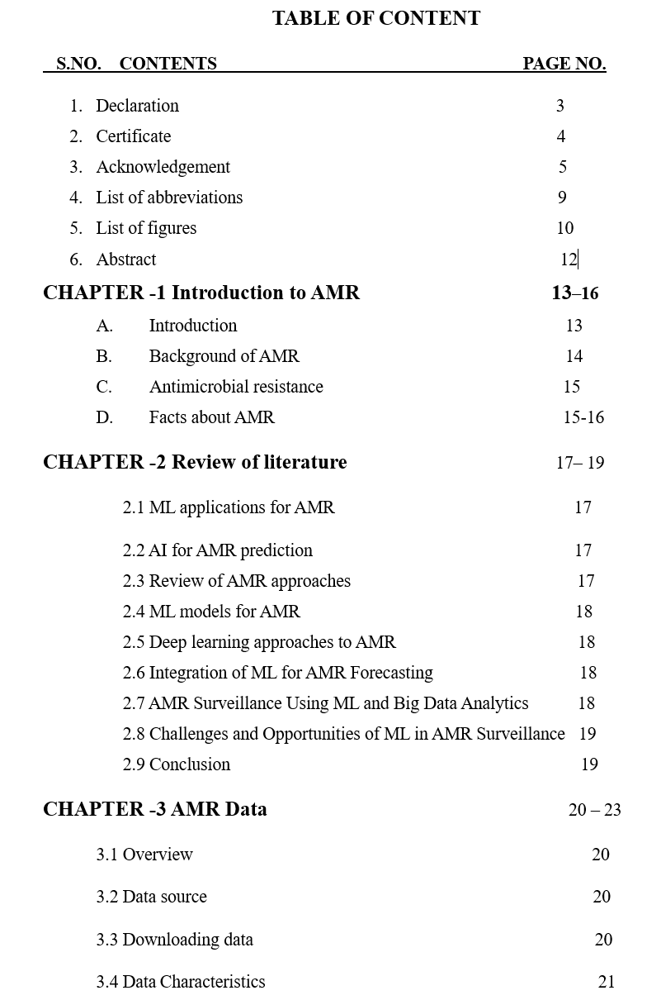 TABLE OF CONTENT
S.NO. CONTENTS PAGE NO.
1. Declaration 3
2. Certificate 4
3. Acknowledgement 5
4. List of abbreviations 9
5. List of figures 10
6. Abstract 12
CHAPTER -1 Introduction to AMR 13–16
A. Introduction 13
B. Background of AMR 14
C. Antimicrobial resistance 15
D. Facts about AMR 15-16
CHAPTER -2 Review of literature 17– 19
2.1 ML applications for AMR 17
2.2 AI for AMR prediction 17
2.3 Review of AMR approaches 17
2.4 ML models for AMR 18
2.5 Deep learning approaches to AMR 18
2.6 Integration of ML for AMR Forecasting 18
2.7 AMR Surveillance Using ML and Big Data Analytics 18
2.8 Challenges and Opportunities of ML in AMR Surveillance 19
2.9 Conclusion 19
CHAPTER -3 AMR Data 20 – 23
3.1 Overview 20
3.2 Data source 20
3.3 Downloading data 20
3.4 Data Characteristics 21